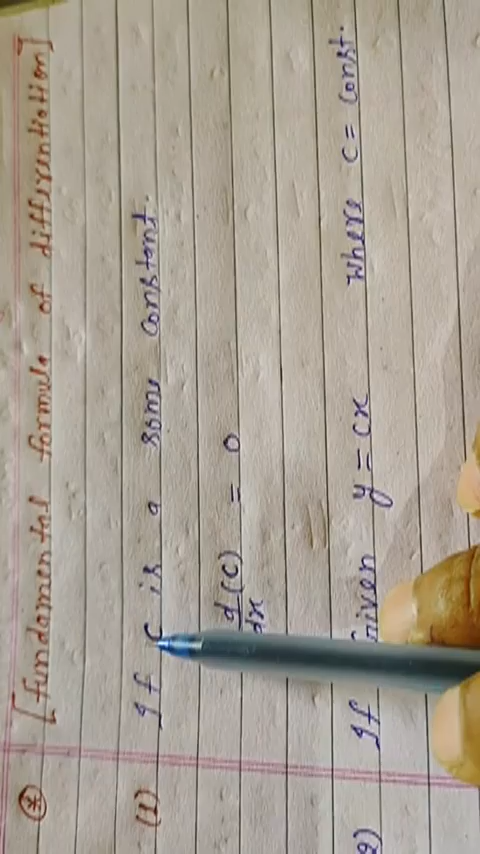 (*) [fundamental formula of differentiation]
(1) If C is a some constant.
d/dx (C) = 0
2) If Given y = cx Where C = Const.